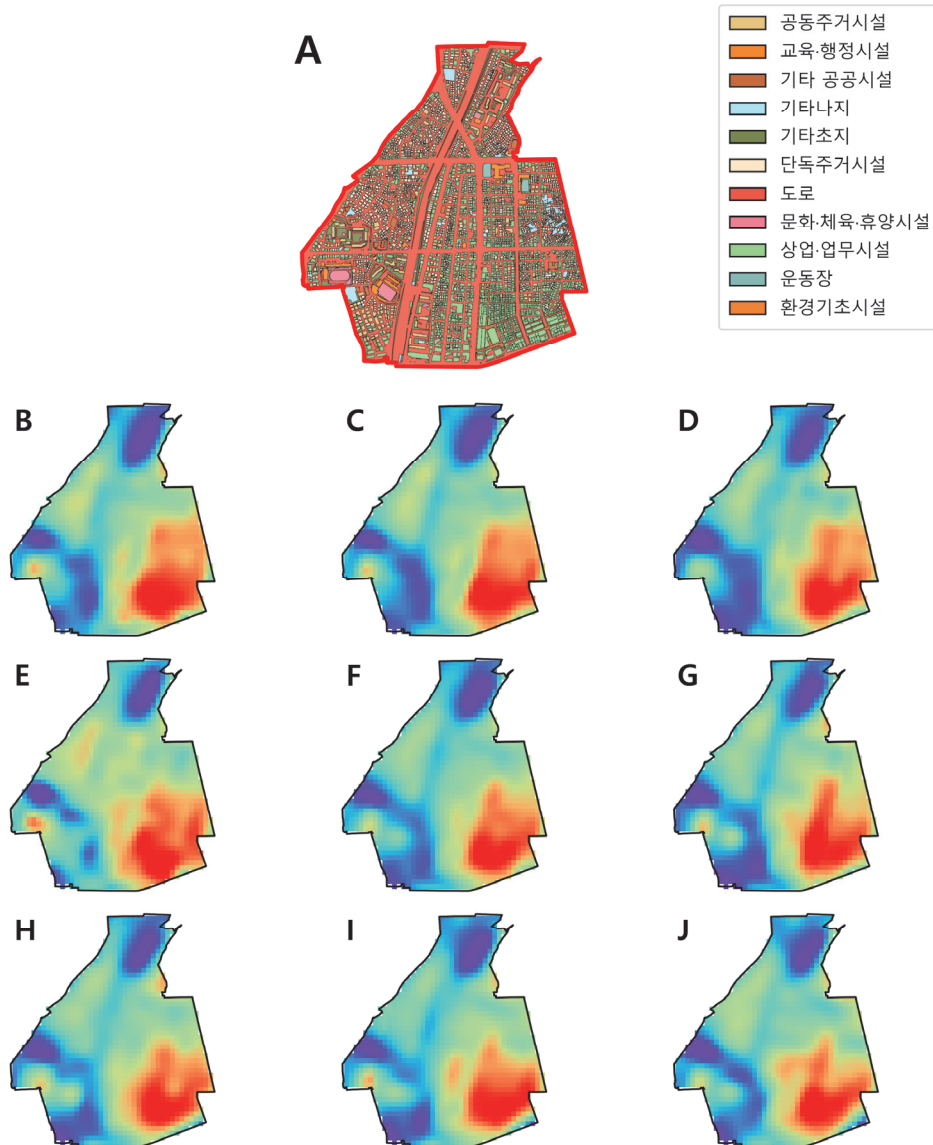 A
공동주거시설
교육·행정시설
기타 공공시설
기타나지
기타초지
단독주거시설
도로
문화·체육·휴양시설
상업·업무시설
운동장
환경기초시설
B
C
D
E
F
G
H
I
J